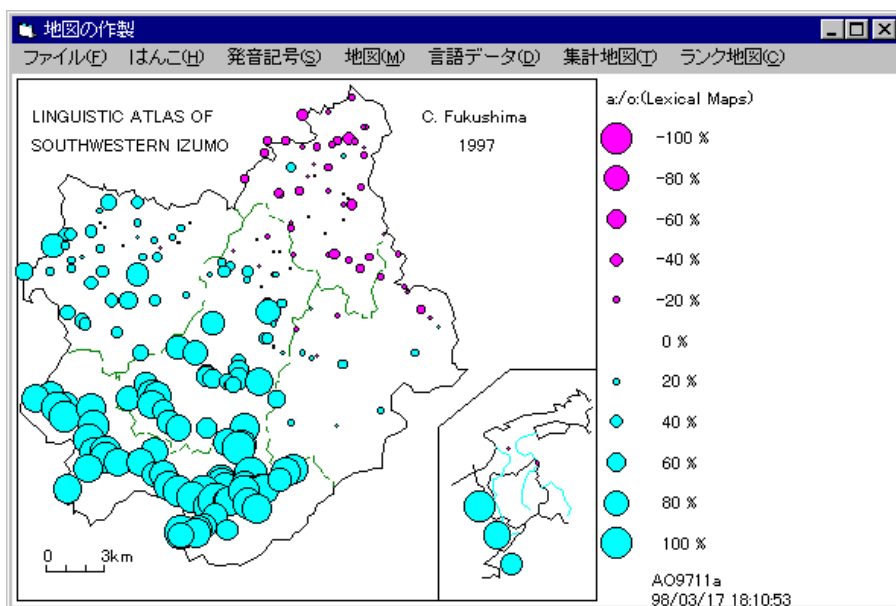 地図の作製
ファイル(F) はんこ(H) 発音記号(S) 地図(M) 言語データ(D) 集計地図(T) ランク地図(C)
LINGUISTIC ATLAS OF
SOUTHWESTERN IZUMO
C. Fukushima
1997
a:/o:(Lexical Maps)
-100 %
-80 %
-60 %
-40 %
-20 %
0 %
20 %
40 %
60 %
80 %
100 %
0 3km
AO9711a
98/03/17 18:10:53